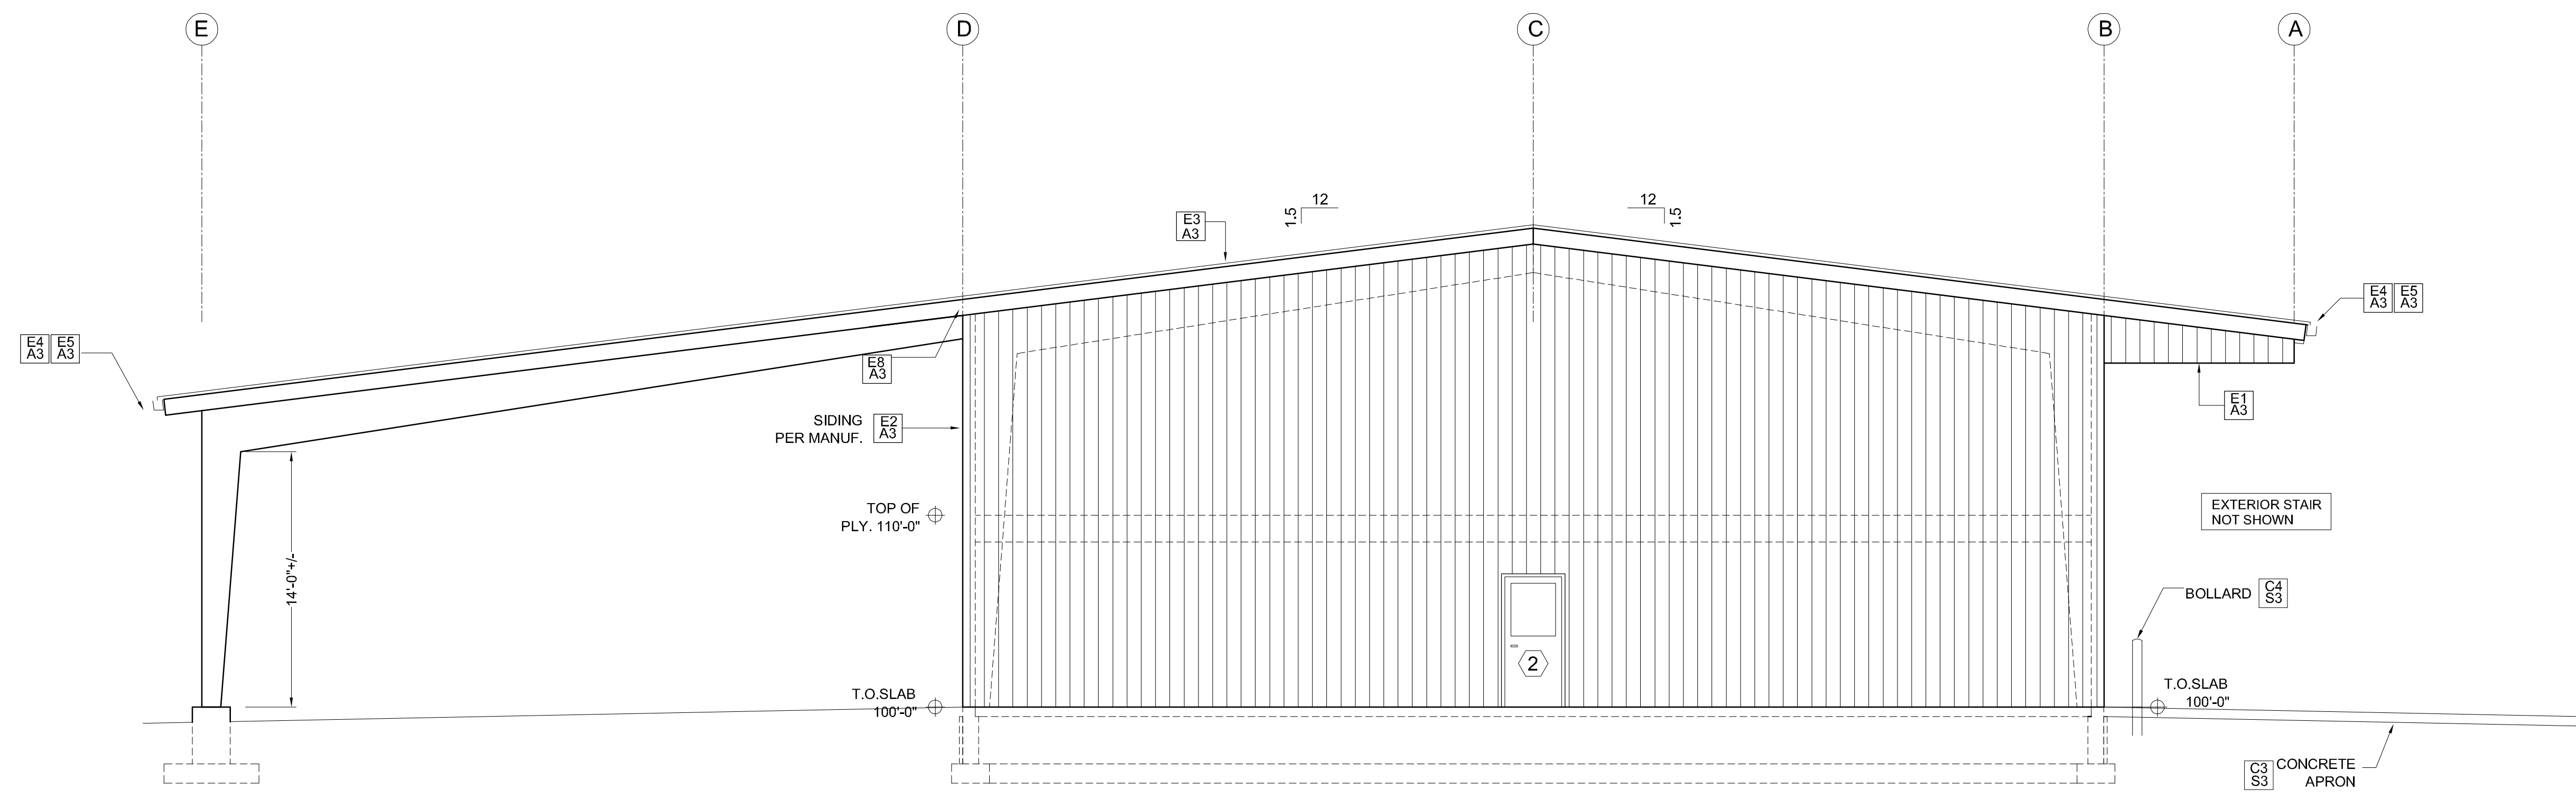 E
D
C
B
A
12
1.5
12
1.5
E3
A3
E4
A3
E5
A3
E4
A3
E5
A3
E8
A3
E1
A3
SIDING
PER MANUF.
E2
A3
TOP OF
PLY. 110'-0"
EXTERIOR STAIR
NOT SHOWN
14'-0"+/-
BOLLARD
C4
S3
2
T.O.SLAB
100'-0"
T.O.SLAB
100'-0"
C3
S3
CONCRETE
APRON